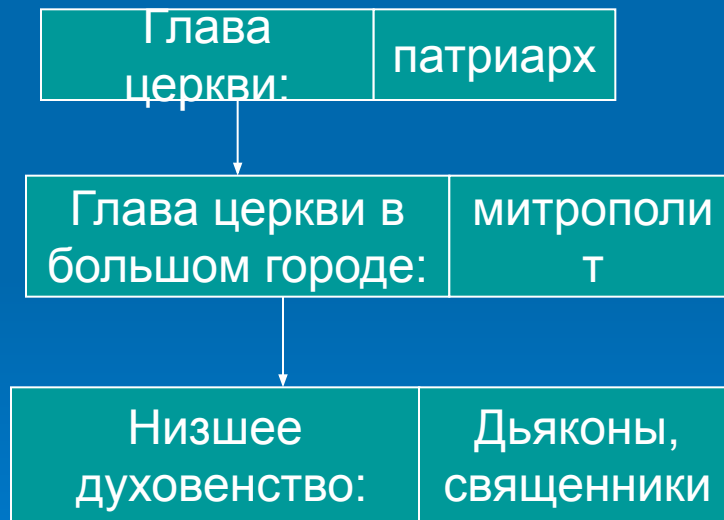 Глава
церкви:
патриарх
Глава церкви в
большом городе:
митрополи
т
Низшее
духовенство:
Дьяконы,
священники